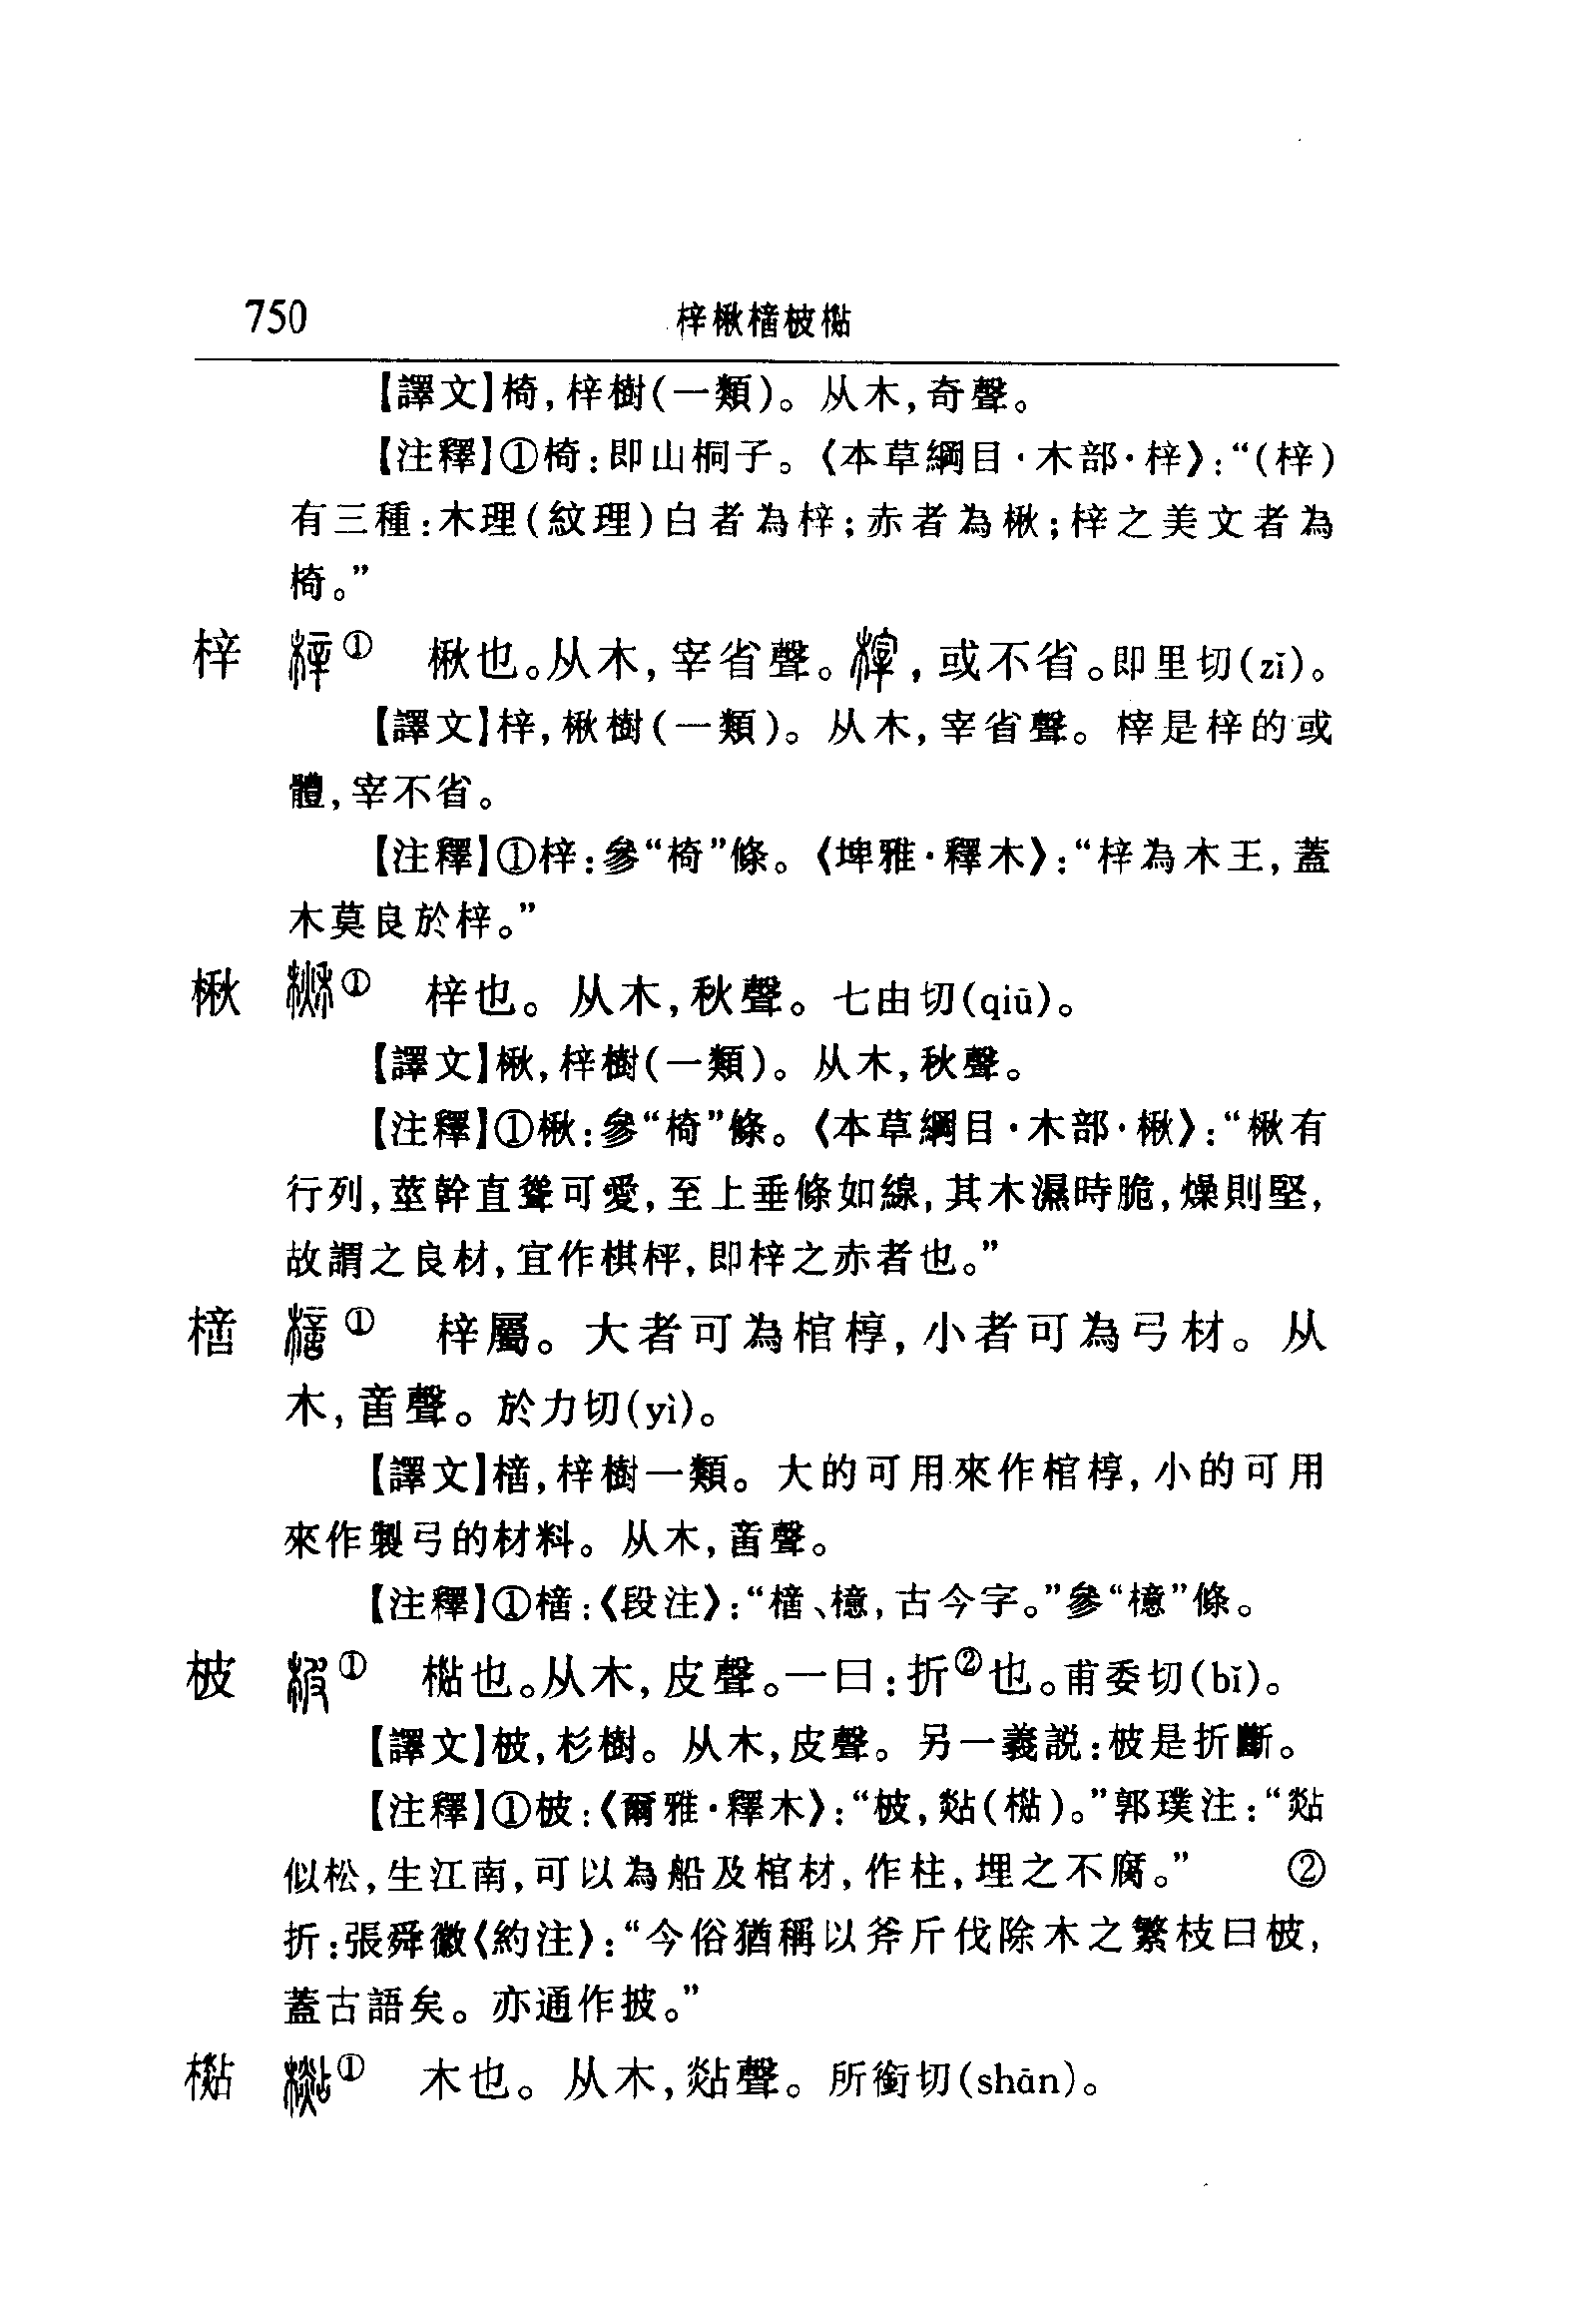 750 梓楸檍柀樧
【譯文】椅，梓樹（一類）。从木，奇聲。
【注釋】①椅：即山桐子。《本草綱目·木部·梓》：“（梓）
有三種：木理（紋理）白者為梓；赤者為楸；梓之美文者為
椅。”
梓 ① 楸也。从木，宰省聲。，或不省。即里切（zǐ）。
【譯文】梓，楸樹（一類）。从木，宰省聲。榟是梓的或
體，宰不省。
【注釋】①梓：參“椅”條。《埤雅·釋木》：“梓為木王，蓋
木莫良於梓。”
楸 ① 梓也。从木，秋聲。七由切（qiū）。
【譯文】楸，梓樹（一類）。从木，秋聲。
【注釋】①楸：參“椅”條。《本草綱目·木部·楸》：“楸有
行列，莖幹直聳可愛，至上垂條如線，其木濕時脆，燥則堅，
故謂之良材，宜作棋枰，即梓之赤者也。”
𣚍 ① 梓屬。大者可為棺椁，小者可為弓材。从
木，啻聲。於力切（yì）。
【譯文】𣚍，梓樹一類。大的可用來作棺椁，小的可用
來作製弓的材料。从木，啻聲。
【注釋】①𣚍：《段注》：“𣚍、檍，古今字。”參“檍”條。
柀 ① 㯳也。从木，皮聲。一曰：折②也。甫委切（bǐ）。
【譯文】柀，杉樹。从木，皮聲。另一義説：柀是折斷。
【注釋】①柀：《爾雅·釋木》：“柀，煔（㯳）。”郭璞注：“煔
似松，生江南，可以為船及棺材，作柱，埋之不腐。” ②
折：張舜徽《約注》：“今俗猶稱以斧斤伐除木之繁枝曰柀，
蓋古語矣。亦通作披。”
㯳 ① 木也。从木，煔聲。所銜切（shān）。